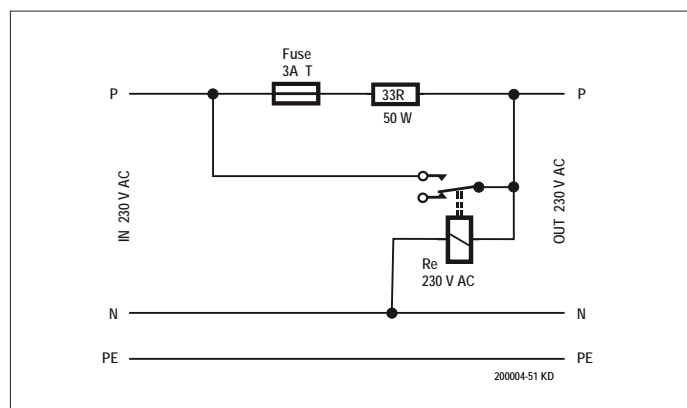 Fuse
3A T
P
33R
P
50 W
IN 230 V AC
OUT 230 V AC
Re
230 V AC
N
N
PE
PE
200004-51 KD